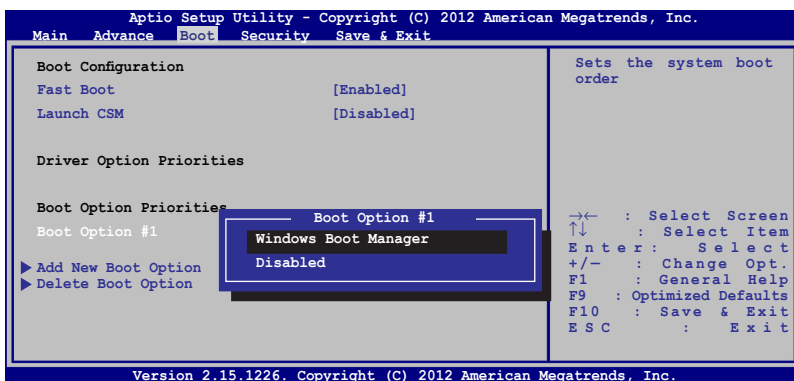 Aptio Setup Utility - Copyright (C) 2012 American Megatrends, Inc.
Main Advance Boot Security Save & Exit
Boot Configuration
Fast Boot [Enabled]
Launch CSM [Disabled]
Driver Option Priorities
Boot Option Priorities
Boot Option #1
Add New Boot Option
Delete Boot Option
Boot Option #1
Windows Boot Manager
Disabled
Sets the system boot
order
→← : Select Screen
↑↓ : Select Item
Enter: Select
+/— : Change Opt.
F1 : General Help
F9 : Optimized Defaults
F10 : Save & Exit
ESC : Exit
Version 2.15.1226. Copyright (C) 2012 American Megatrends, Inc.